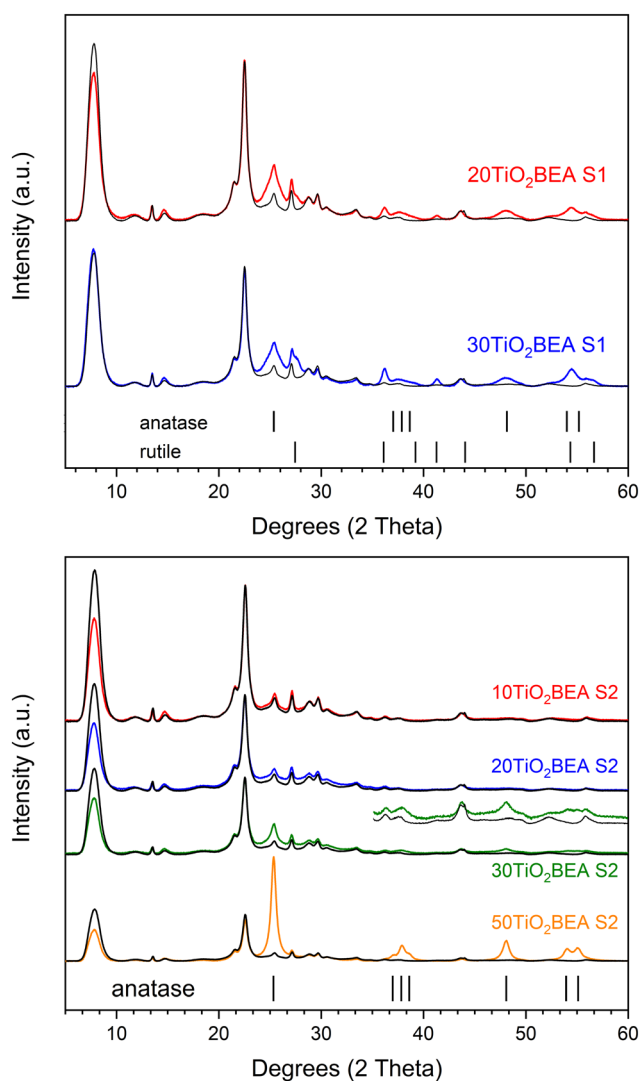 Intensity (a.u.)
20TiO₂BEA S1
30TiO₂BEA S1
anatase
rutile
10 20 30 40 50 60
Degrees (2 Theta)
Intensity (a.u.)
10TiO₂BEA S2
20TiO₂BEA S2
30TiO₂BEA S2
50TiO₂BEA S2
anatase
10 20 30 40 50 60
Degrees (2 Theta)